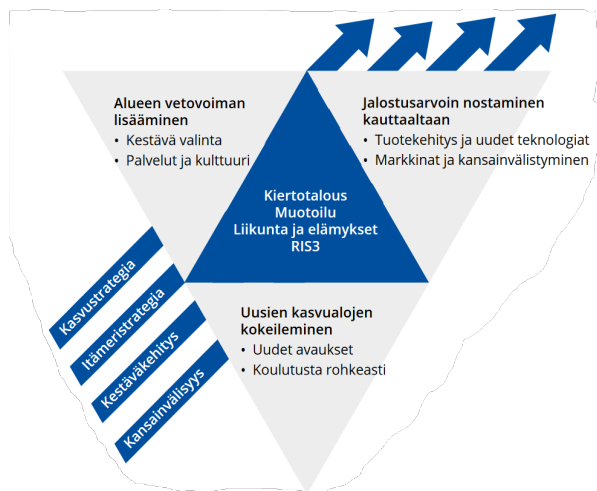 Alueen vetovoiman
lisääminen
• Kestävä valinta
• Palvelut ja kulttuuri
Jalostusarvoin nostaminen
kauttaaltaan
• Tuotekehitys ja uudet teknologiat
• Markkinat ja kansainvälistyminen
Kiertotalous
Muotoilu
Liikunta ja elämykset
RIS3
Kasvustrategia
Itämeristrategia
Kestäväkehitys
Kansainvälisyys
Uusien kasvualojen
kokeileminen
• Uudet avaukset
• Koulutusta rohkeasti